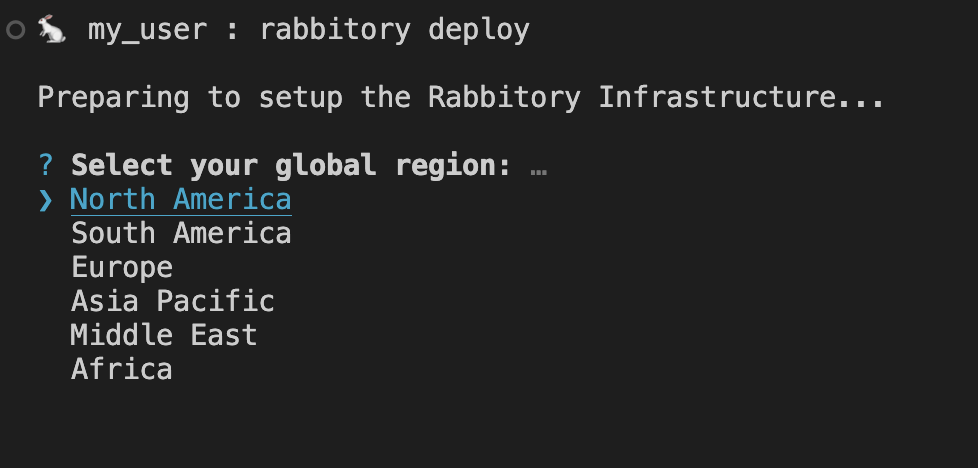 🐇 my_user : rabbitory deploy
Preparing to setup the Rabbitory Infrastructure...
? Select your global region: …
❯ North America
South America
Europe
Asia Pacific
Middle East
Africa